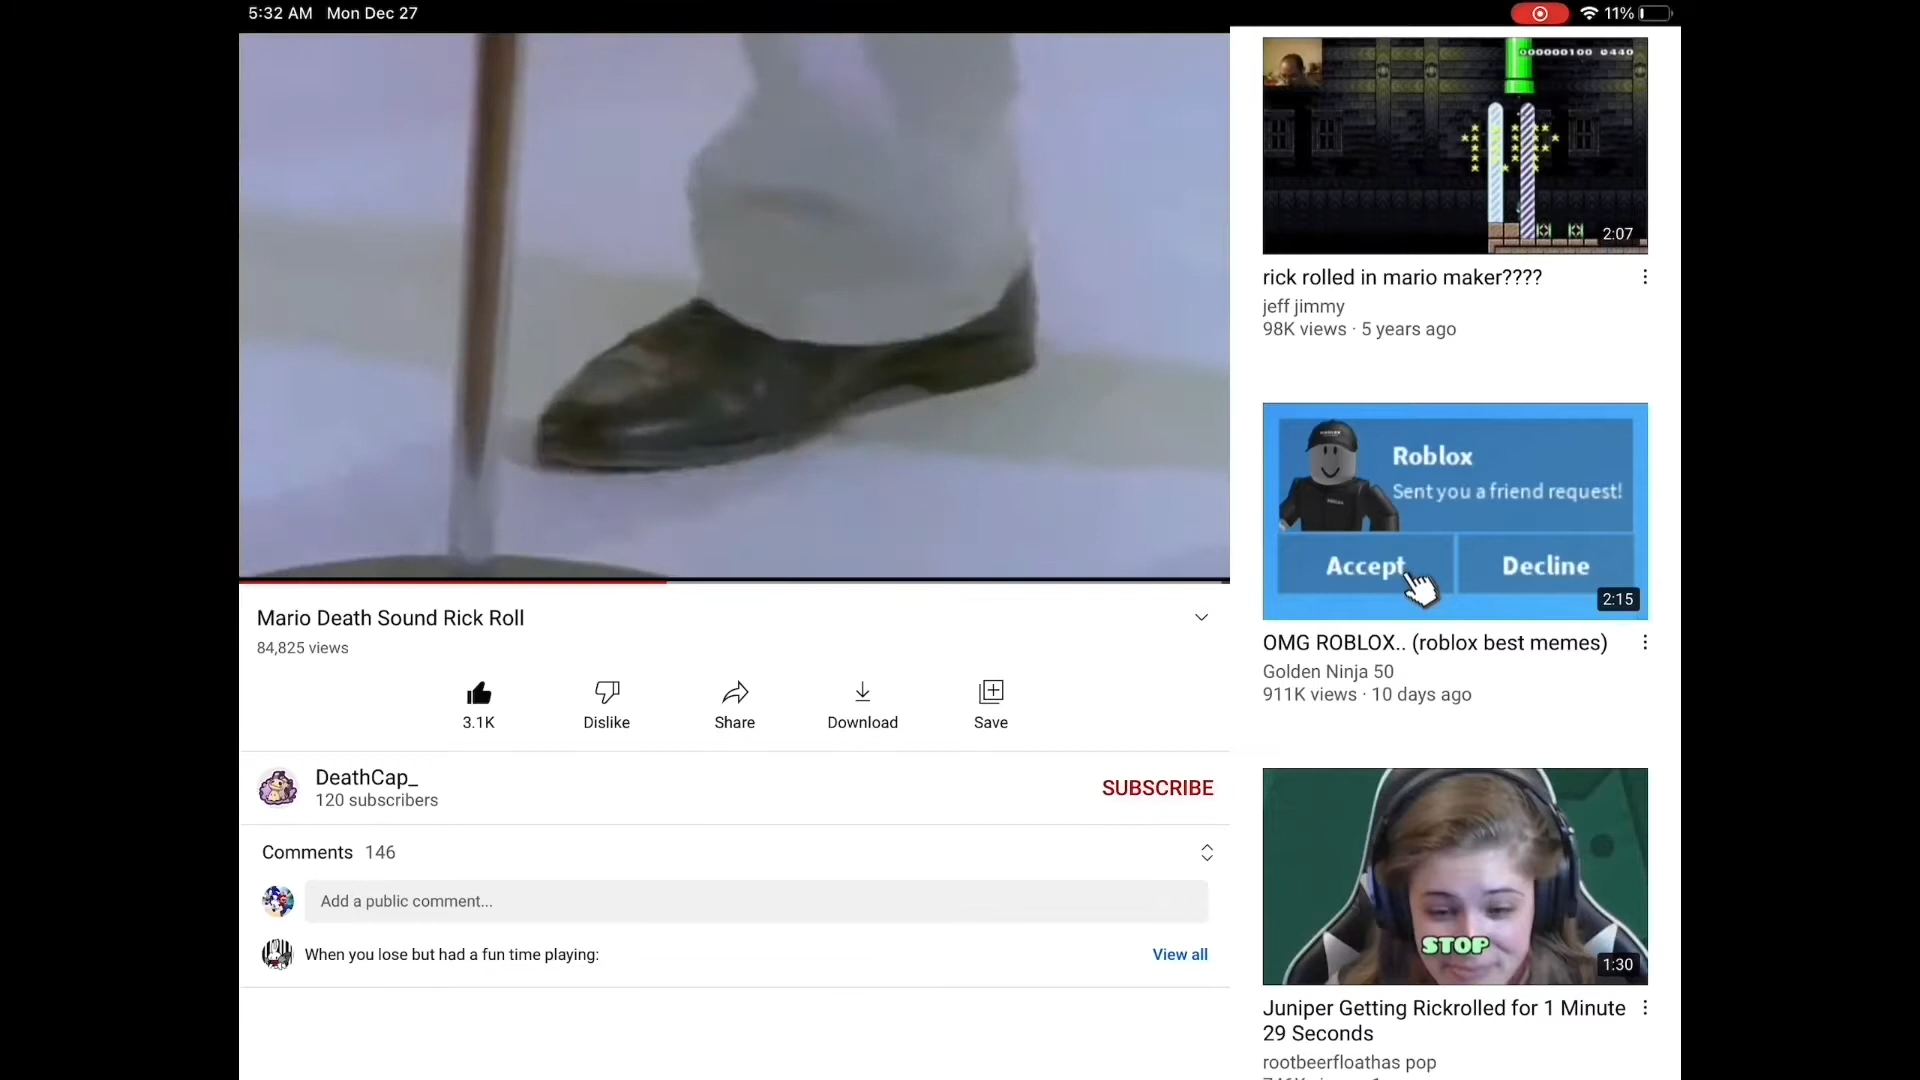 5:32 AM Mon Dec 27
11%
Mario Death Sound Rick Roll
84,825 views
3.1K
Dislike
Share
Download
Save
DeathCap_
120 subscribers
SUBSCRIBE
Comments 146
Add a public comment...
When you lose but had a fun time playing:
View all
000000100 0440
2:07
rick rolled in mario maker????
jeff jimmy
98K views · 5 years ago
Roblox
Sent you a friend request!
Accept
Decline
2:15
OMG ROBLOX.. (roblox best memes)
Golden Ninja 50
911K views · 10 days ago
STOP
1:30
Juniper Getting Rickrolled for 1 Minute
29 Seconds
rootbeerfloathas pop